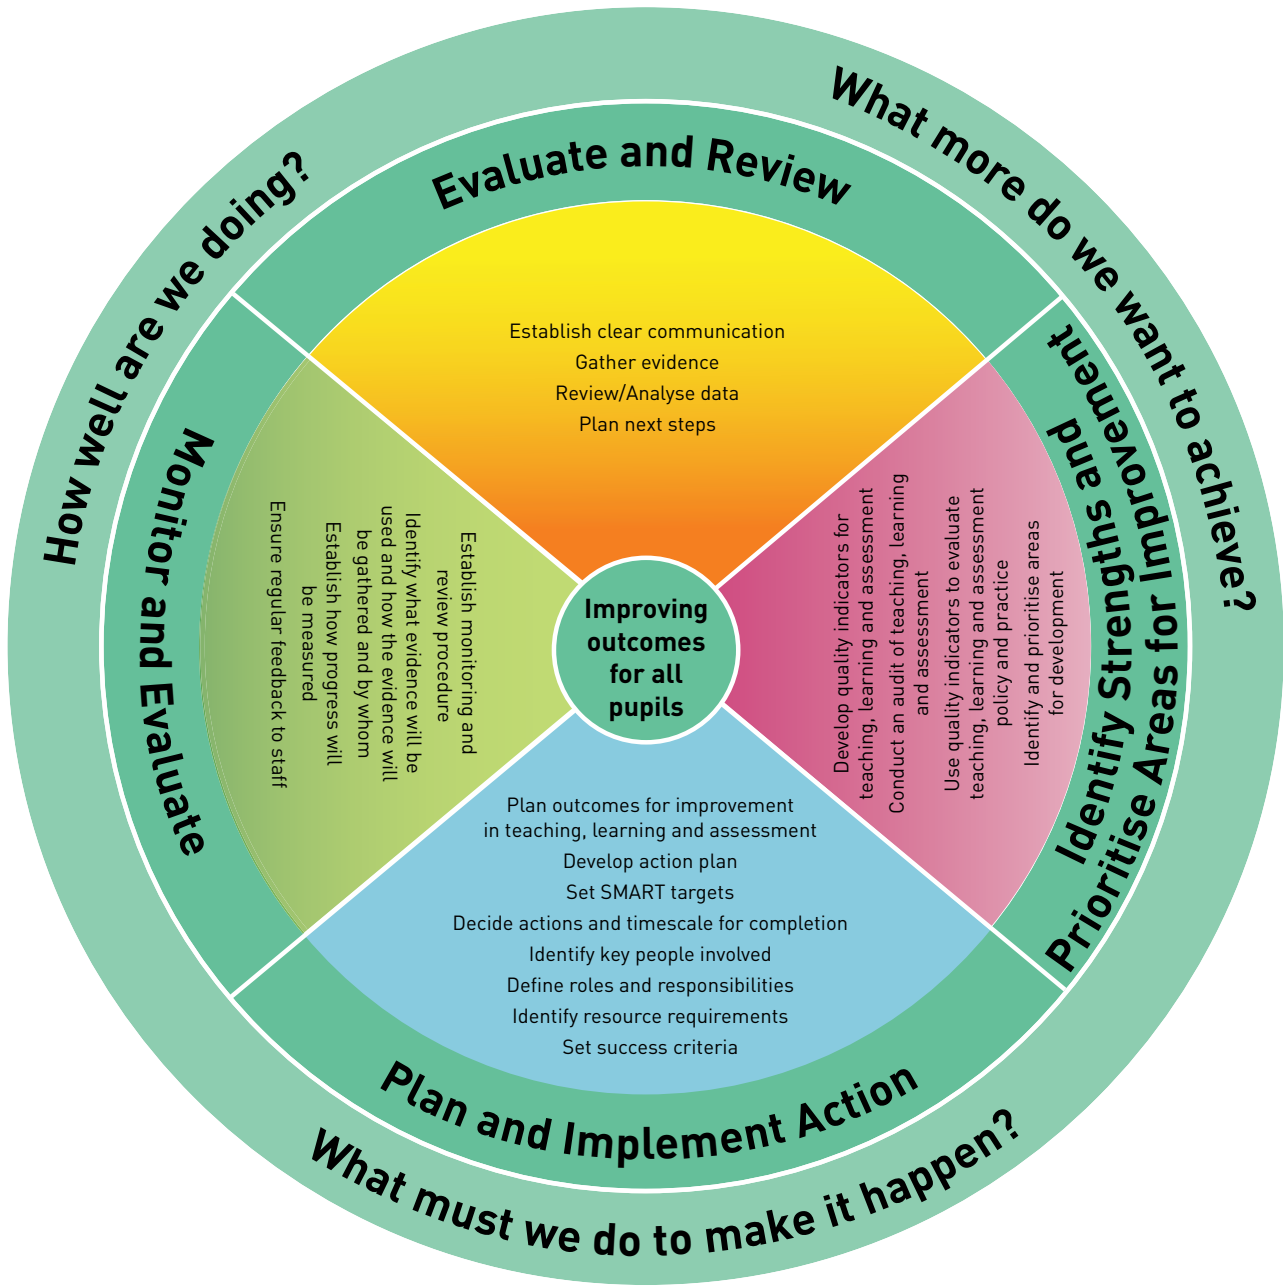 How well are we doing?
What more do we want to achieve?
What must we do to make it happen?
Evaluate and Review
Establish clear communication
Gather evidence
Review/Analyse data
Plan next steps
Identify Strengths and
Prioritise Areas for Improvement
Develop quality indicators for
teaching, learning and assessment
Conduct an audit of teaching, learning
and assessment
Use quality indicators to evaluate
teaching, learning and assessment
policy and practice
Identify and prioritise areas
for development
Plan and Implement Action
Plan outcomes for improvement
in teaching, learning and assessment
Develop action plan
Set SMART targets
Decide actions and timescale for completion
Identify key people involved
Define roles and responsibilities
Identify resource requirements
Set success criteria
Monitor and Evaluate
Establish monitoring and
review procedure
Identify what evidence will be
used and how the evidence will
be gathered and by whom
Establish how progress will
be measured
Ensure regular feedback to staff
Improving
outcomes
for all
pupils